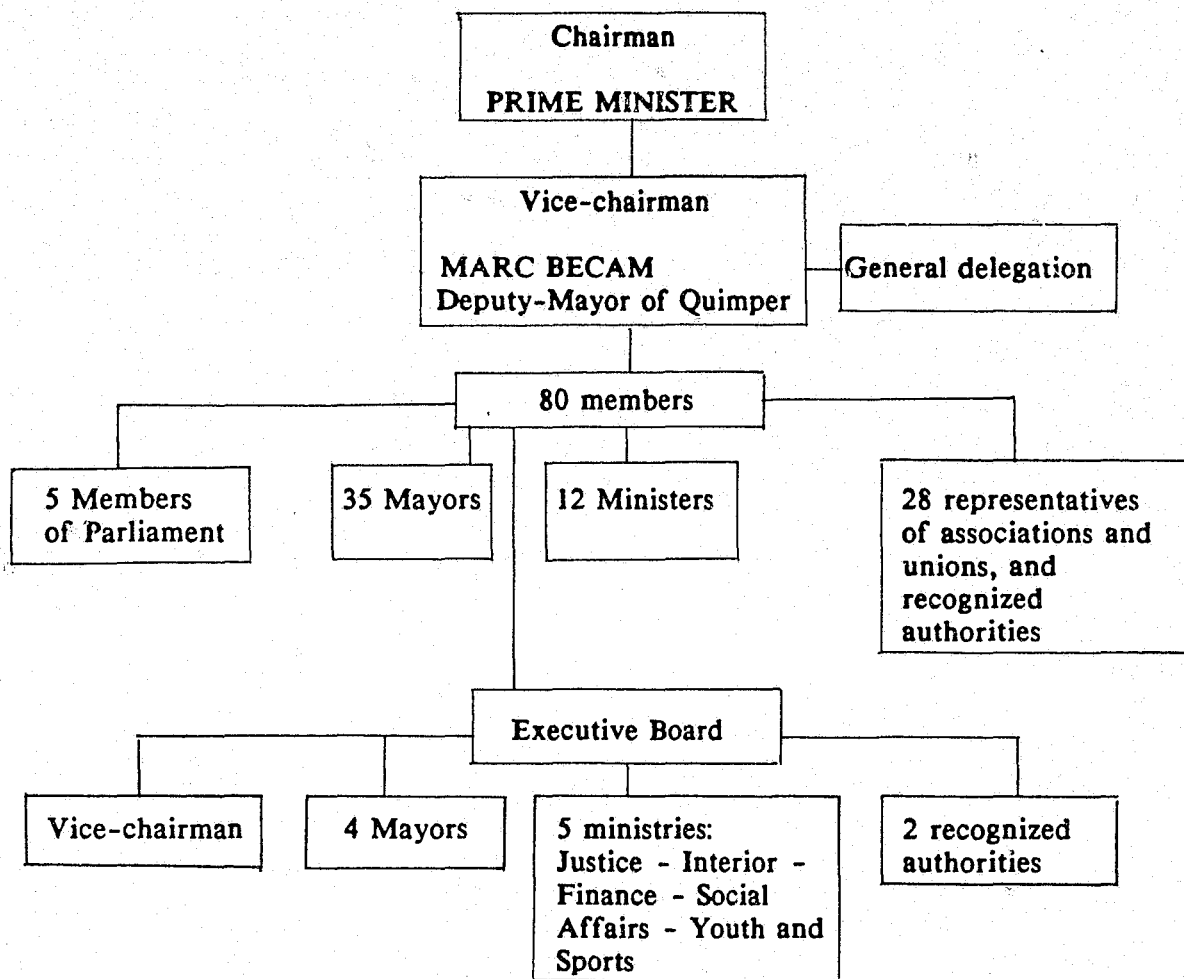 Chairman
PRIME MINISTER
Vice-chairman
MARC BECAM
Deputy-Mayor of Quimper
General delegation
80 members
5 Members
of Parliament
35 Mayors
12 Ministers
28 representatives
of associations and
unions, and
recognized
authorities
Executive Board
Vice-chairman
4 Mayors
5 ministries:
Justice - Interior -
Finance - Social
Affairs - Youth and
Sports
2 recognized
authorities